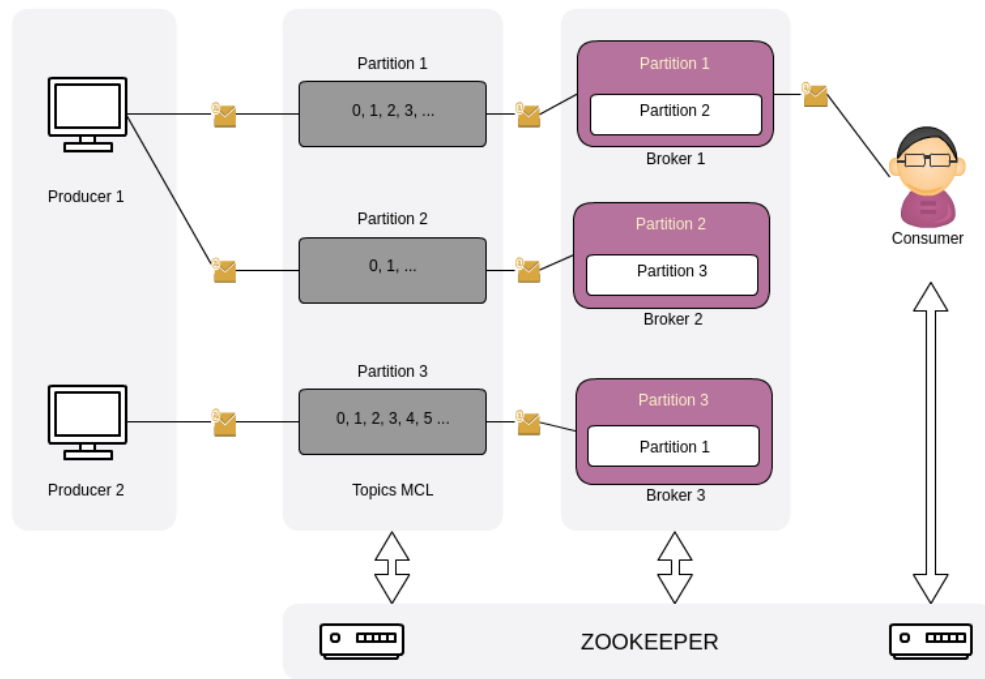 Partition 1
0, 1, 2, 3, ...
Partition 1
Partition 2
Broker 1
Producer 1
Consumer
Partition 2
0, 1, ...
Partition 2
Partition 3
Broker 2
Partition 3
0, 1, 2, 3, 4, 5 ...
Partition 3
Partition 1
Broker 3
Producer 2
Topics MCL
ZOOKEEPER